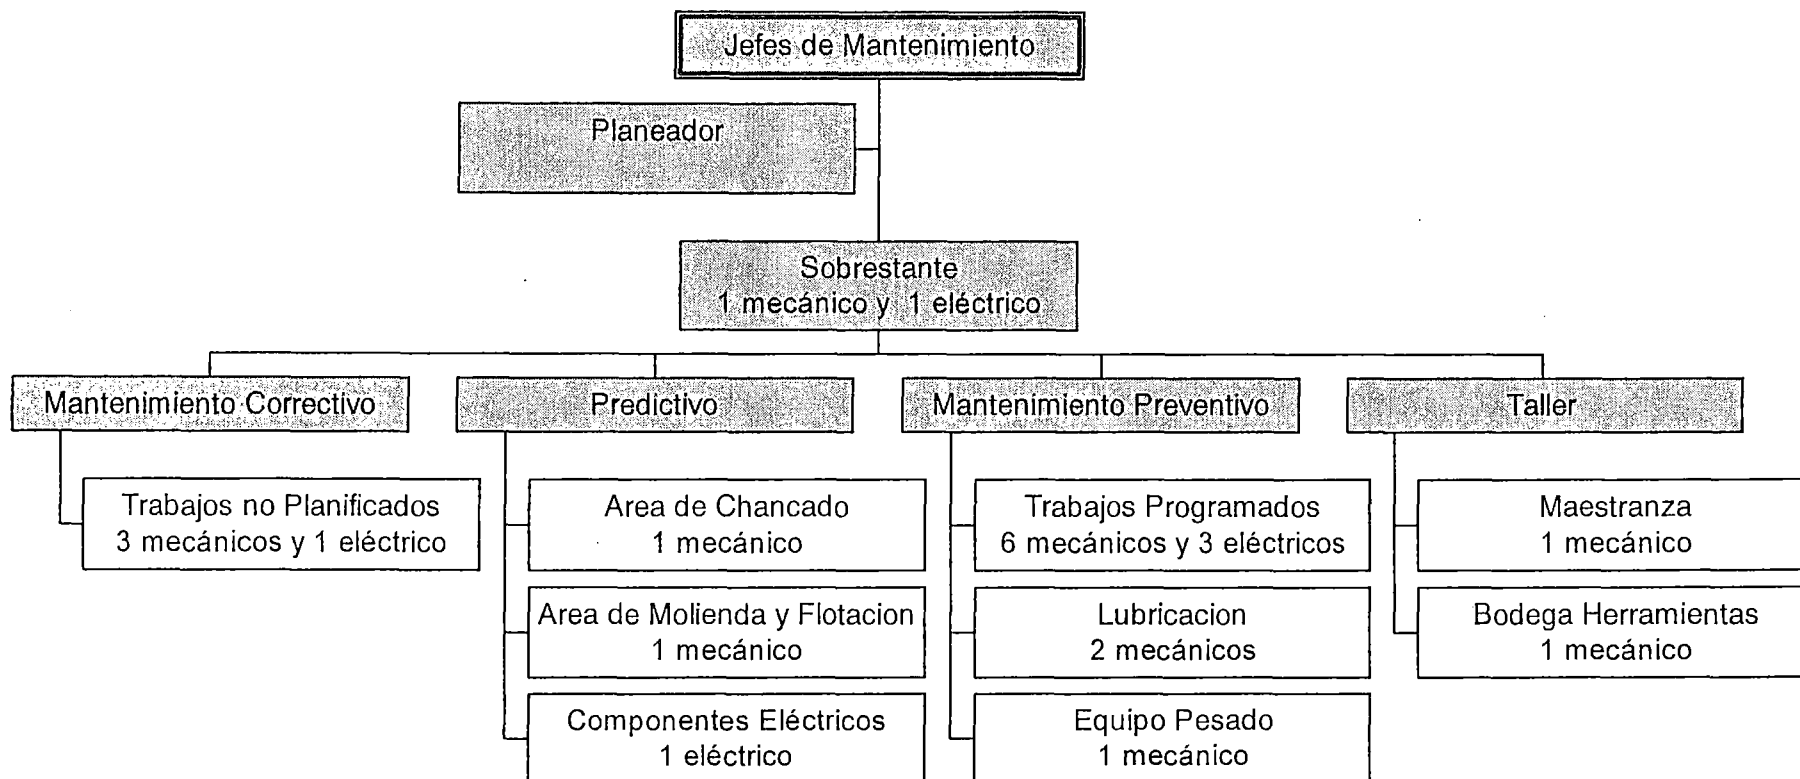 Jefes de Mantenimiento
Planeador
Sobrestante
1 mecánico y 1 eléctrico
Mantenimiento Correctivo
Predictivo
Mantenimiento Preventivo
Taller
Trabajos no Planificados
3 mecánicos y 1 eléctrico
Area de Chancado
1 mecánico
Trabajos Programados
6 mecánicos y 3 eléctricos
Maestranza
1 mecánico
Area de Molienda y Flotacion
1 mecánico
Lubricacion
2 mecánicos
Bodega Herramientas
1 mecánico
Componentes Eléctricos
1 eléctrico
Equipo Pesado
1 mecánico